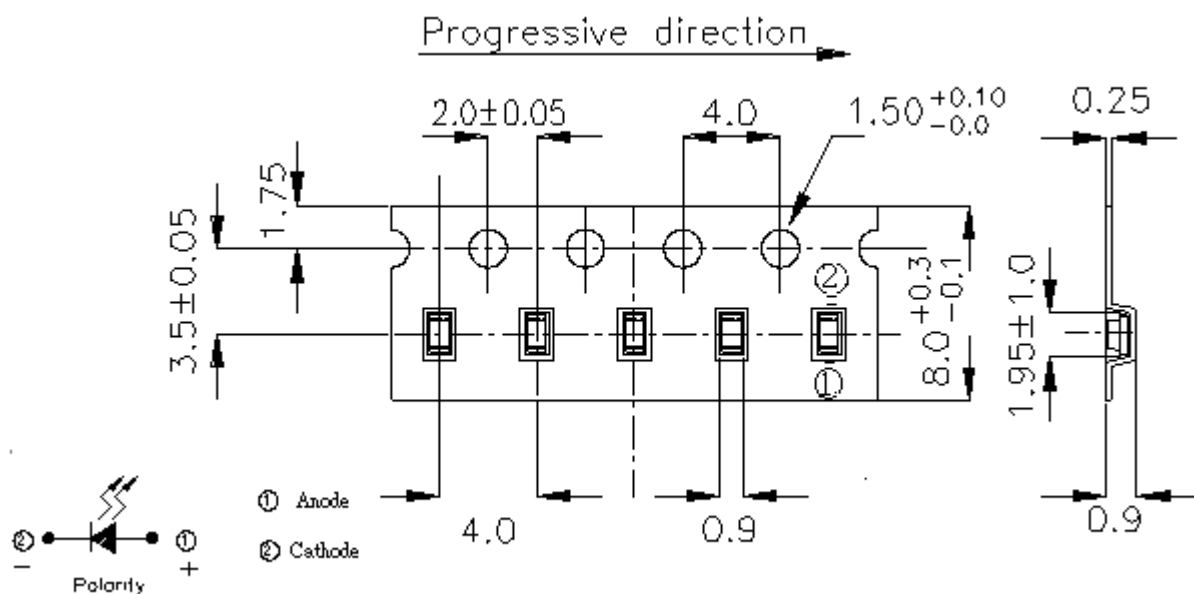 Progressive direction
2.0±0.05
4.0
1.50 +0.10 -0.0
0.25
1.75
3.5±0.05
②
8.0 +0.3 -0.1
1.95±1.0
①
4.0
0.9
0.9
① Anode
② Cathode
② ①
− +
Polarity